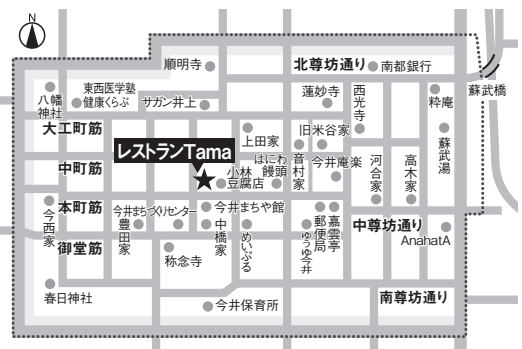 N
順明寺
北尊坊通り
南都銀行
蘇武橋
八幡
神社
東西医学塾
健康くらぶ
サガン井上
蓮妙寺
西光寺
粋庵
大工町筋
上田家
旧米谷家
蘇武湯
レストランTama
中町筋
小林
豆腐店
はにわ
饅頭
音村家
今井庵楽
河合家
高木家
本町筋
今西家
今井まちづくりセンター
豊田家
今井まちや館
中橋家
めいぷる
ゆうゆ今井
郵便局
嘉雲亭
中尊坊通り
AnahatA
御堂筋
称念寺
春日神社
今井保育所
南尊坊通り